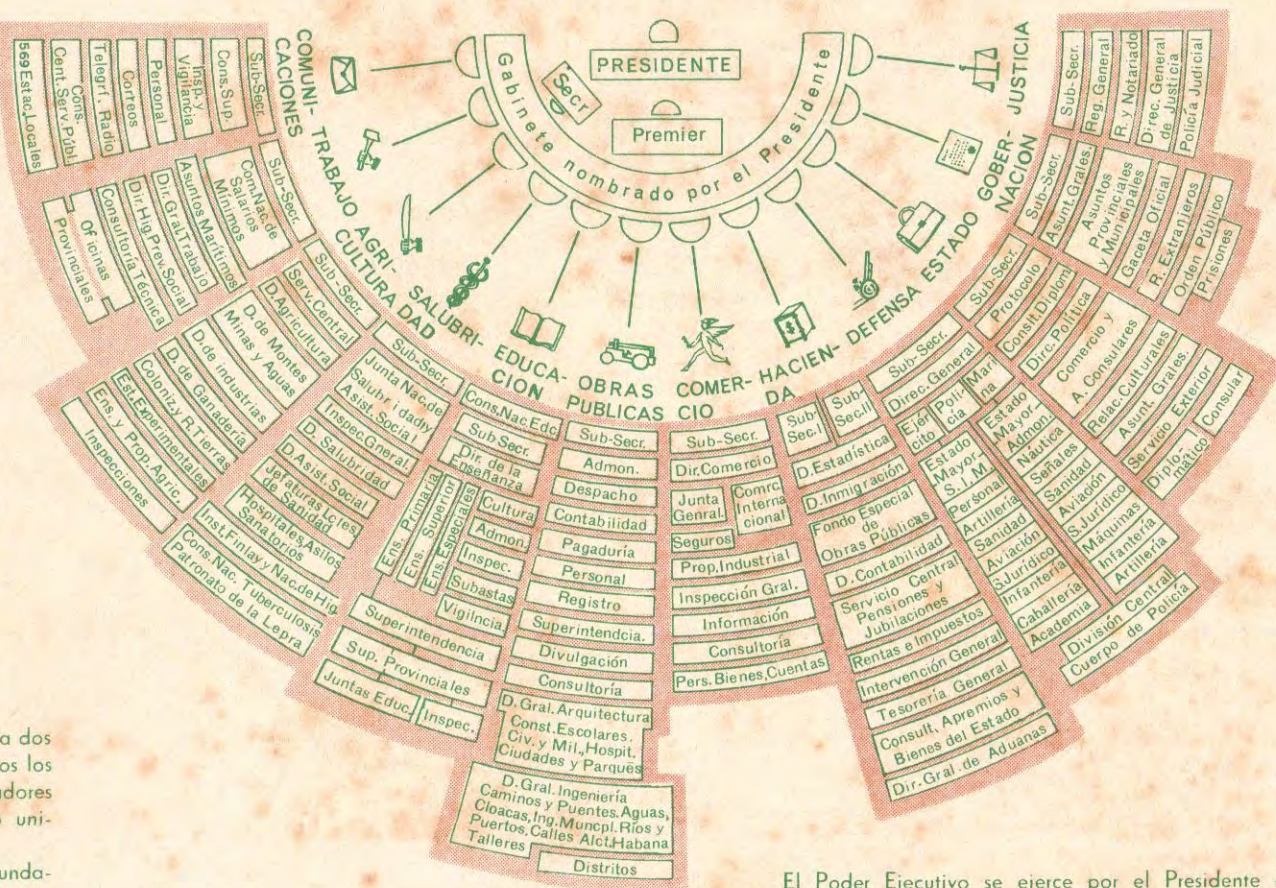 PRESIDENTE
Secr
Premier
Gabinete nombrado por el Presidente
COMUNI-
CACIONES
Sub-Secr.
Cons.Sup.
Insp.y
Vigilancia
Personal
Correos
Telegrf. Radio
Cons.
Cent.Serv.Públ.
569 Estac.Locales
TRABAJO
Sub-Secr.
Com.Nac.de
Salarios
Mínimos
Asuntos Marítimos
Dir.Gral.Trabajo
Dir.Hig.Prev.Social
Consultoría Técnica
Oficinas
Provinciales
AGRI-
CULTURA
Sub-Secr.
Serv.Central
D.Agricultura
D.de Montes
Minas y Aguas
D.de industrias
D.de Ganadería
Coloniz.y R.Tierras
Est.Experimentales
Ens.y Prop.Agric.
Inspecciones
SALUBRI-
DAD
Sub-Secr.
Junta Nac.de
Salubridad y
Asist.Social
Inspec.General
D. Salubridad
D.Asist.Social
Jefaturas Lcles
de Sanidad
Hospitales,Asilos
Sanatorios
Inst.Finlay y Nac.de Hig.
Cons.Nac. Tuberculosis
Patronato de la Lepra
EDUCA-
CION
Cons.Nac.Edc
Sub Secr.
Dir. de la
Enseñanza
Ens. Primaria
Ens. Superior
Ens. Especiales
Cultura
Admon.
Inspec.
Subastas
Vigilncia
Superintendencia
Sup. Provinciales
Juntas Educ.
Inspec.
OBRAS
PUBLICAS
Sub-Secr.
Admon.
Despacho
Contabilidad
Pagaduría
Personal
Registro
Superintendcia.
Divulgación
Consultoría
D. Gral.Arquitectura
Const.Escolares.
Civ. y Mil.,Hospit.
Ciudades y Parques
D.Gral.Ingeniería
Caminos y Puentes.Aguas,
Cloacas,Ing.Muncpl.Ríos y
Puertos.Calles Alct.Habana
Talleres
Distritos
COMER-
CIO
Sub-Secr.
Dir.Comercio
Junta
Genral.
Comrc.
Interna
cional
Seguros
Prop.Industrial
Inspección Gral.
Información
Consultoría
Pers.Bienes,Cuentas
HACIEN-
DA
Sub-
Sec.I
Sub-
Sec.II
D.Estadística
D.Inmigración
Fondo Especial
de
Obras Públicas
D.Contabilidad
Servicio Central
Pensiones y
Jubilaciones
Rentas e Impuestos
Intervención General
Tesorería General
Consult, Apremios y
Bienes del Estado
Dir.Gral.de Aduanas
DEFENSA
Sub-Secr.
Direc.General
Ejér
cito
Poli
cia
Mari
na
Estado
Mayor.
S.I.M.
Personal
Artillería
Sanidad
Aviación
S.Jurídico
Infantería
Caballería
Academia
Estado
Mayor.
Admon.
Náutica
Señales
Sanidad
Aviación
S.Jurídico
Máquinas
Infantería
Artillería
División Central
Cuerpo de Policía
ESTADO
Sub-Secr.
Protocolo
Conslt.Diplom
Direc.Política
Comercio y
A. Consulares
Relac.Culturales
Asunt. Grales.
Servicio Exterior
Diplo-
mático
Consular
GOBER-
NACION
Sub-Secr.
Asunt.Grales.
Asuntos
Provinciales
y Municipales
Gaceta Oficial
R. Extranjeros
Orden Público
Prisiones
JUSTICIA
Sub-Secr.
Reg. General
R. y Notariado
Direc. General
de Justicia
Policía Judicial
a dos
os los
adores
uni-
unda-
El Poder Ejecutivo se ejerce por el Presidente